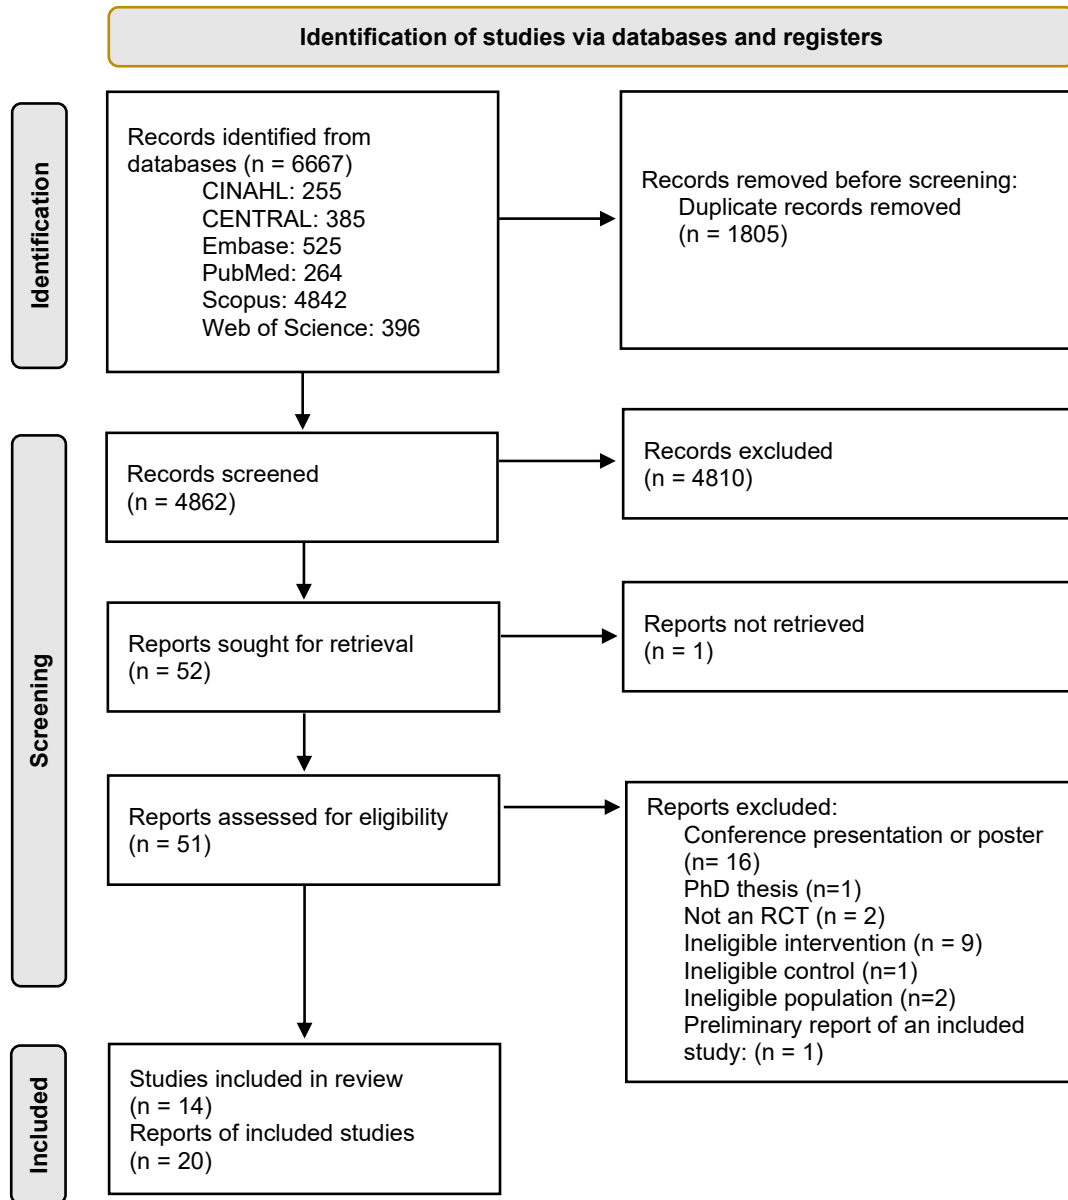 Identification of studies via databases and registers
Identification
Records identified from
databases (n = 6667)
CINAHL: 255
CENTRAL: 385
Embase: 525
PubMed: 264
Scopus: 4842
Web of Science: 396
Records removed before screening:
Duplicate records removed
(n = 1805)
Screening
Records screened
(n = 4862)
Records excluded
(n = 4810)
Reports sought for retrieval
(n = 52)
Reports not retrieved
(n = 1)
Reports assessed for eligibility
(n = 51)
Reports excluded:
Conference presentation or poster
(n= 16)
PhD thesis (n=1)
Not an RCT (n = 2)
Ineligible intervention (n = 9)
Ineligible control (n=1)
Ineligible population (n=2)
Preliminary report of an included
study: (n = 1)
Included
Studies included in review
(n = 14)
Reports of included studies
(n = 20)